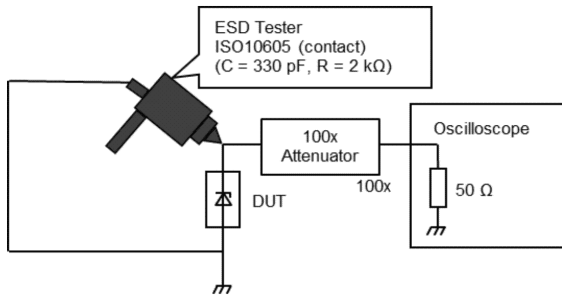 ESD Tester
ISO10605 (contact)
(C = 330 pF, R = 2 kΩ)
100x
Attenuator
100x
Oscilloscope
50 Ω
DUT